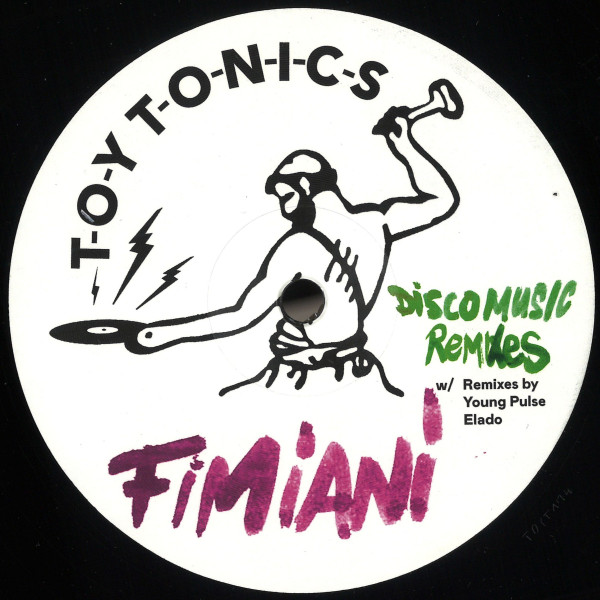 T-O-Y T-O-N-I-C-S
DISCO MUSIC
REMIXES
w/ Remixes by
Young Pulse
Elado
FiMiANi